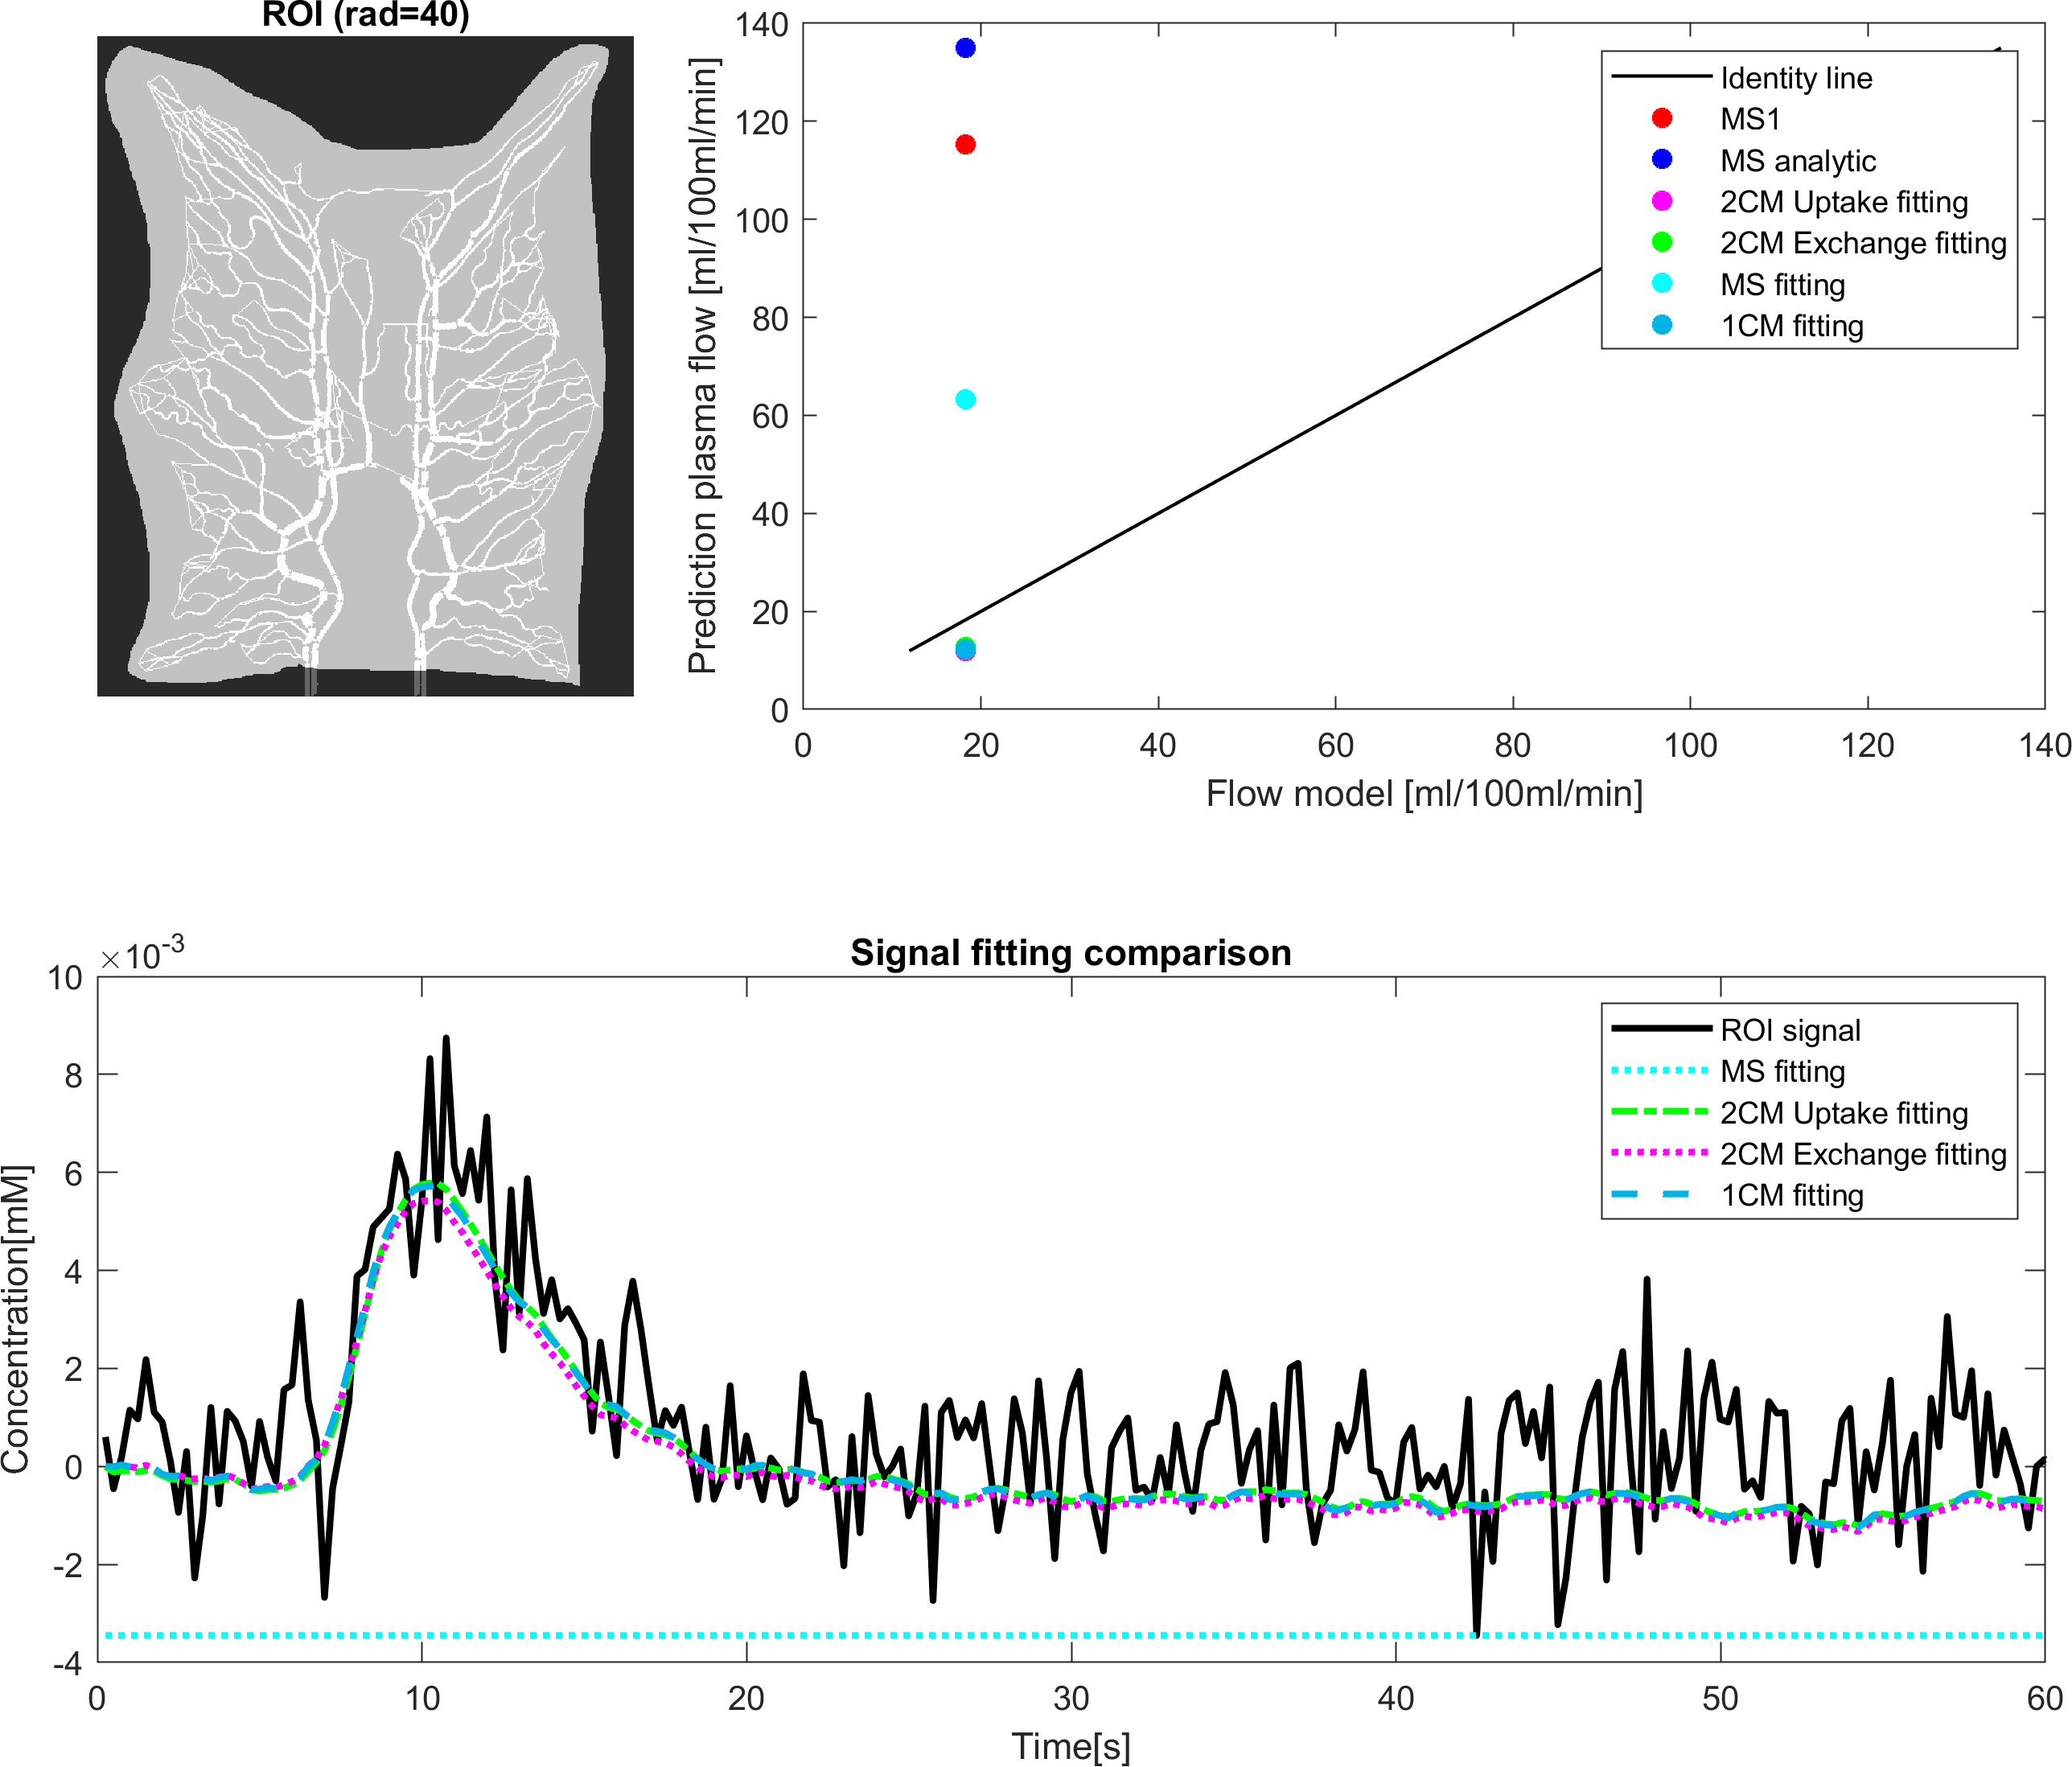 ROI (rad=40)
140
120
100
80
60
40
20
0
Prediction plasma flow [ml/100ml/min]
0 20 40 60 80 100 120 140
Flow model [ml/100ml/min]
Identity line
MS1
MS analytic
2CM Uptake fitting
2CM Exchange fitting
MS fitting
1CM fitting
Signal fitting comparison
×10-3
10
8
6
4
2
0
-2
-4
Concentration[mM]
0 10 20 30 40 50 60
Time[s]
ROI signal
MS fitting
2CM Uptake fitting
2CM Exchange fitting
1CM fitting